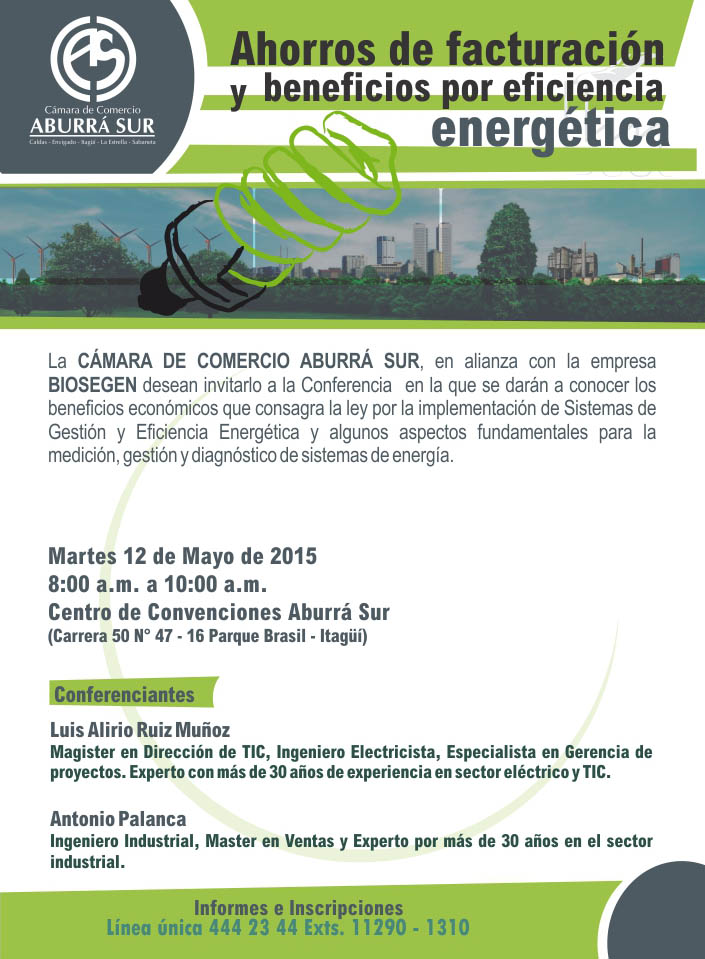 Cámara de Comercio
ABURRÁ SUR
Caldas - Envigado - Itagüí - La Estrella - Sabaneta
Ahorros de facturación
y beneficios por eficiencia
energética
La CÁMARA DE COMERCIO ABURRÁ SUR, en alianza con la empresa
BIOSEGEN desean invitarlo a la Conferencia en la que se darán a conocer los
beneficios económicos que consagra la ley por la implementación de Sistemas de
Gestión y Eficiencia Energética y algunos aspectos fundamentales para la
medición, gestión y diagnóstico de sistemas de energía.
Martes 12 de Mayo de 2015
8:00 a.m. a 10:00 a.m.
Centro de Convenciones Aburrá Sur
(Carrera 50 N° 47 - 16 Parque Brasil - Itagüí)
Conferenciantes
Luis Alirio Ruiz Muñoz
Magister en Dirección de TIC, Ingeniero Electricista, Especialista en Gerencia de
proyectos. Experto con más de 30 años de experiencia en sector eléctrico y TIC.
Antonio Palanca
Ingeniero Industrial, Master en Ventas y Experto por más de 30 años en el sector
industrial.
Informes e Inscripciones
Línea única 444 23 44 Exts. 11290 - 1310